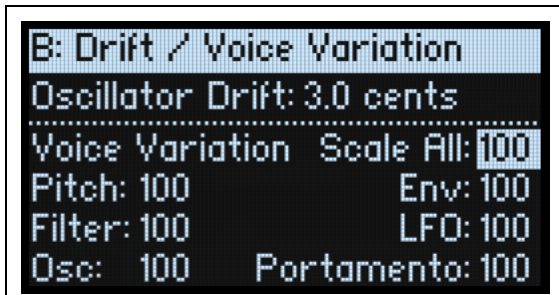 B: Drift / Voice Variation
Oscillator Drift: 3.0 cents
Voice Variation Scale All: 100
Pitch: 100 Env: 100
Filter: 100 LFO: 100
Osc: 100 Portamento: 100